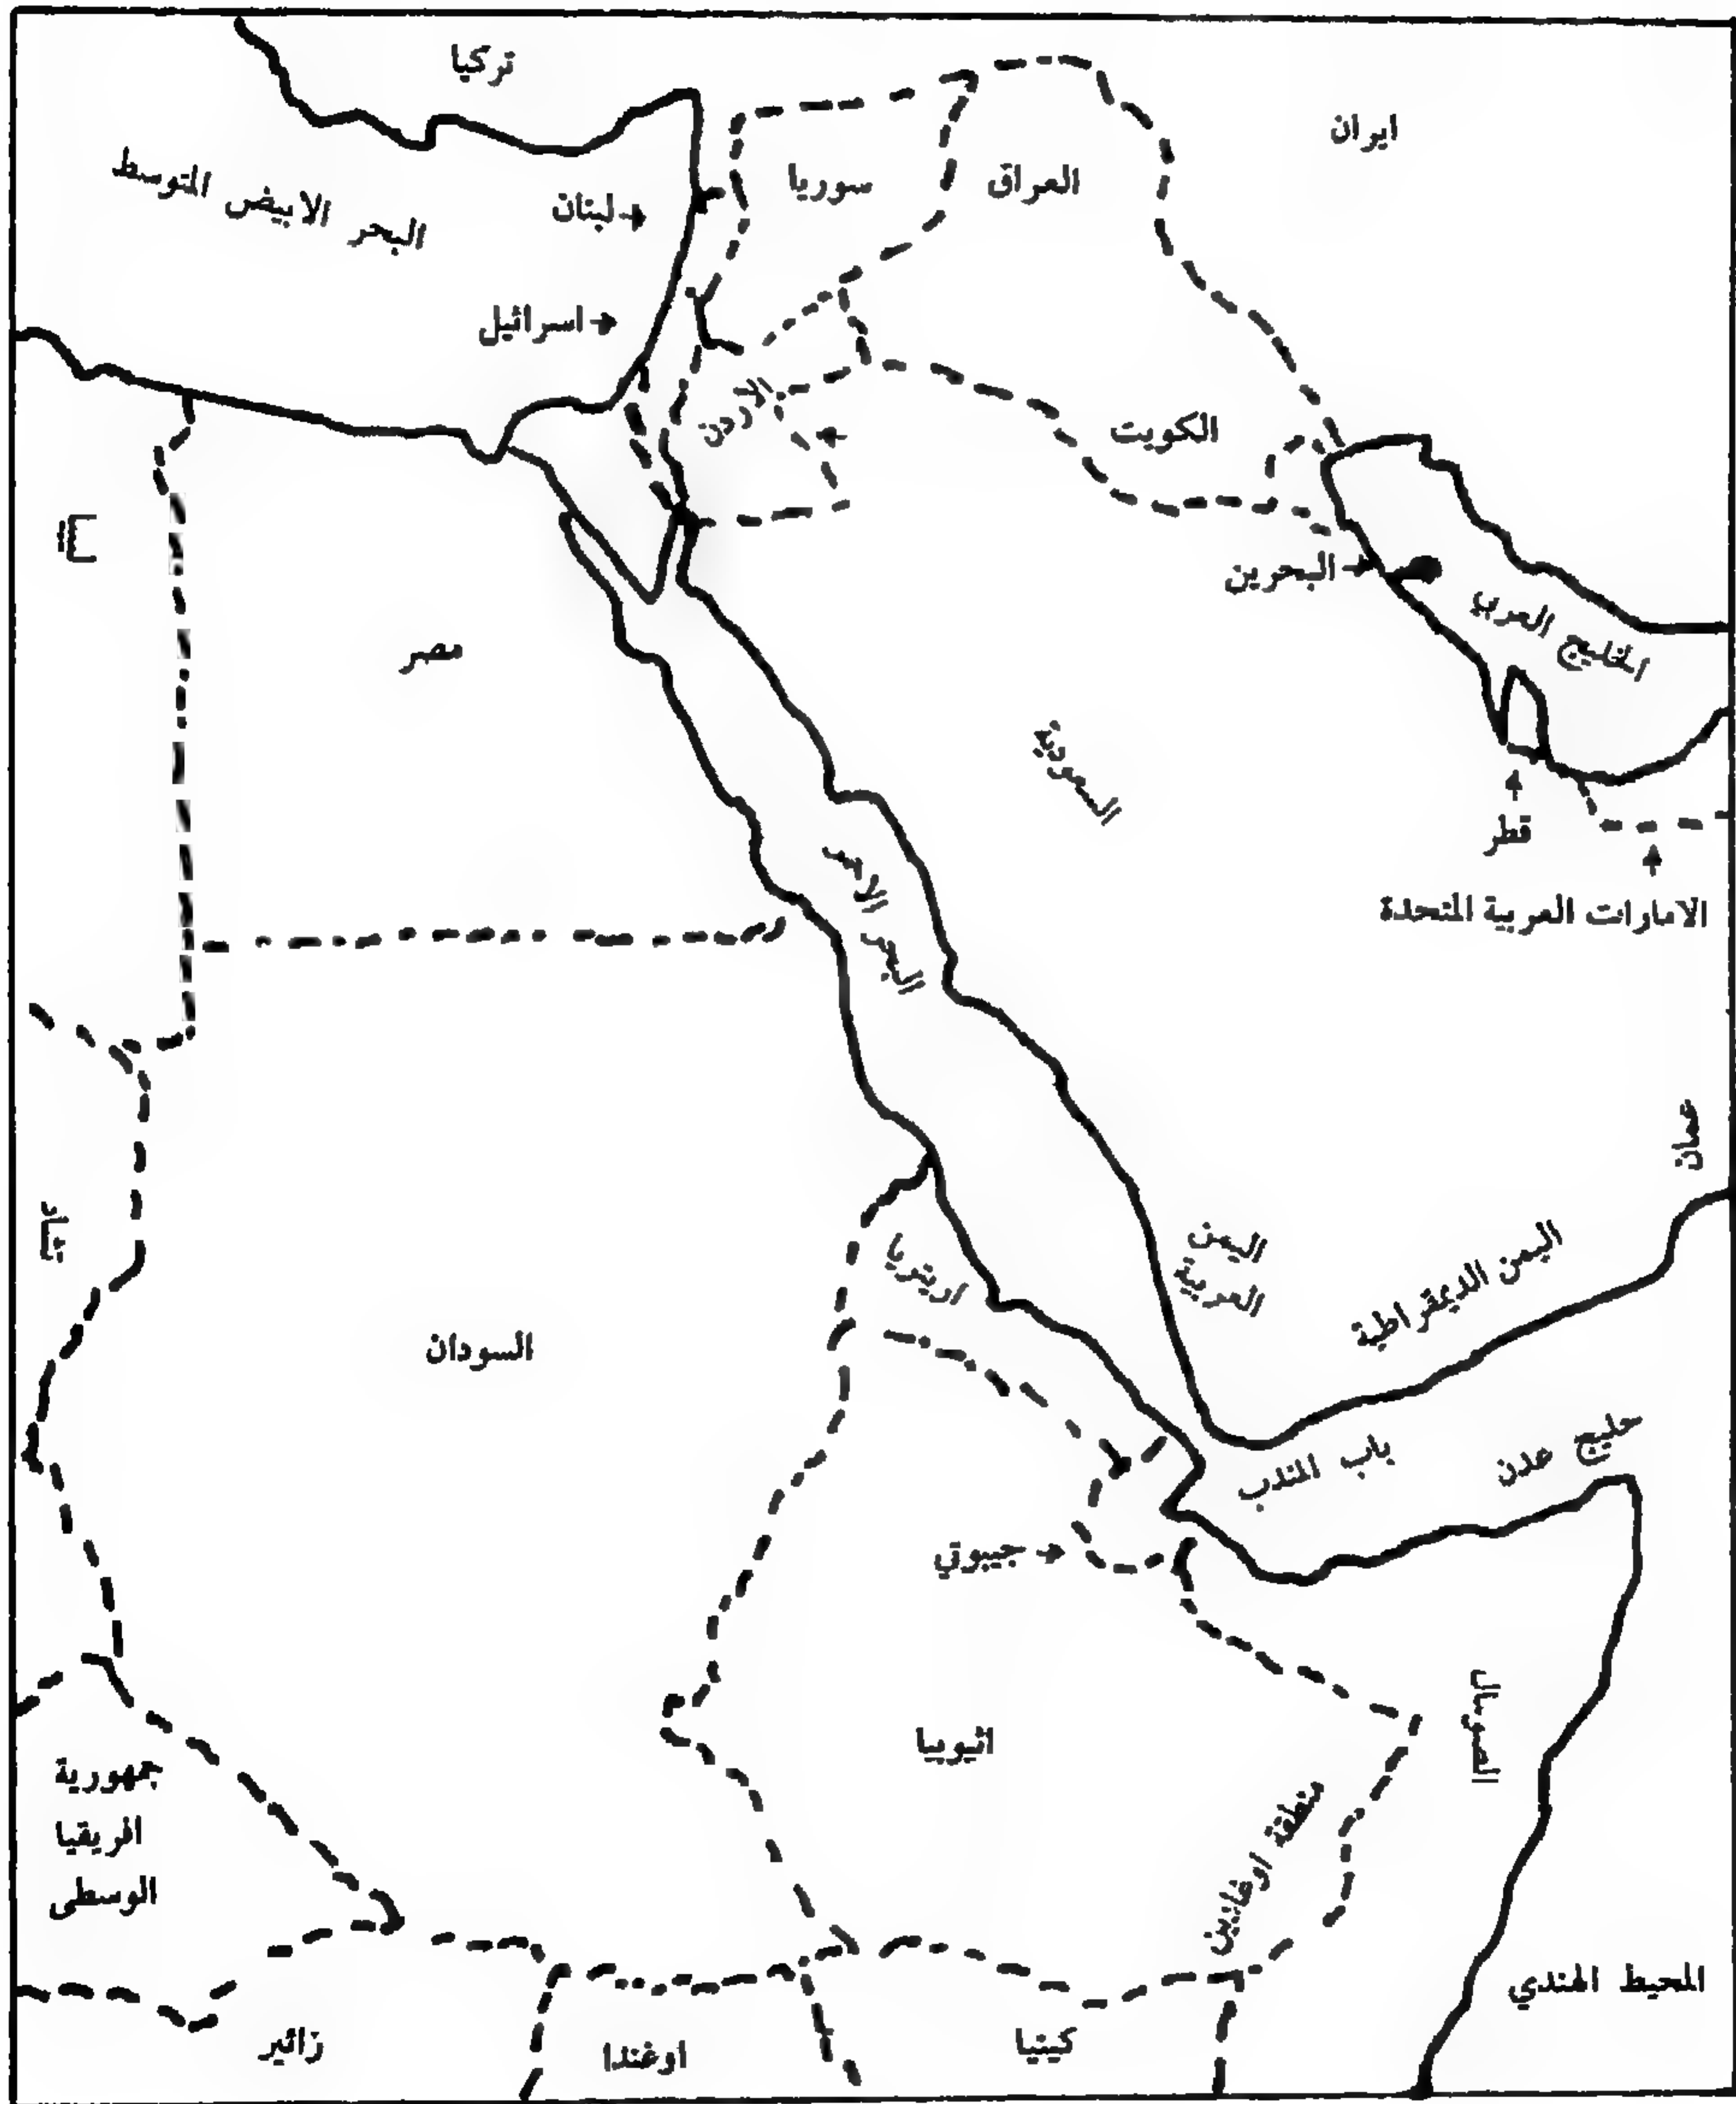 تركيا
ايران
سوريا
العراق
لبنان
البحر الابيض المتوسط
اسرائيل
الاردن
الكويت
البحرين
الخليج العربي
مصر
السعودية
قطر
الامارات العربية المتحدة
البحر الاحمر
عمان
اليمن
العربية
اليمن الديمقراطية
اريتريا
السودان
باب المندب
خليج عدن
جيبوتي
الصومال
اثيوبيا
منطقة اوغادين
جمهورية
افريقيا
الوسطى
المحيط الهندي
زائير
اوغندا
كينيا